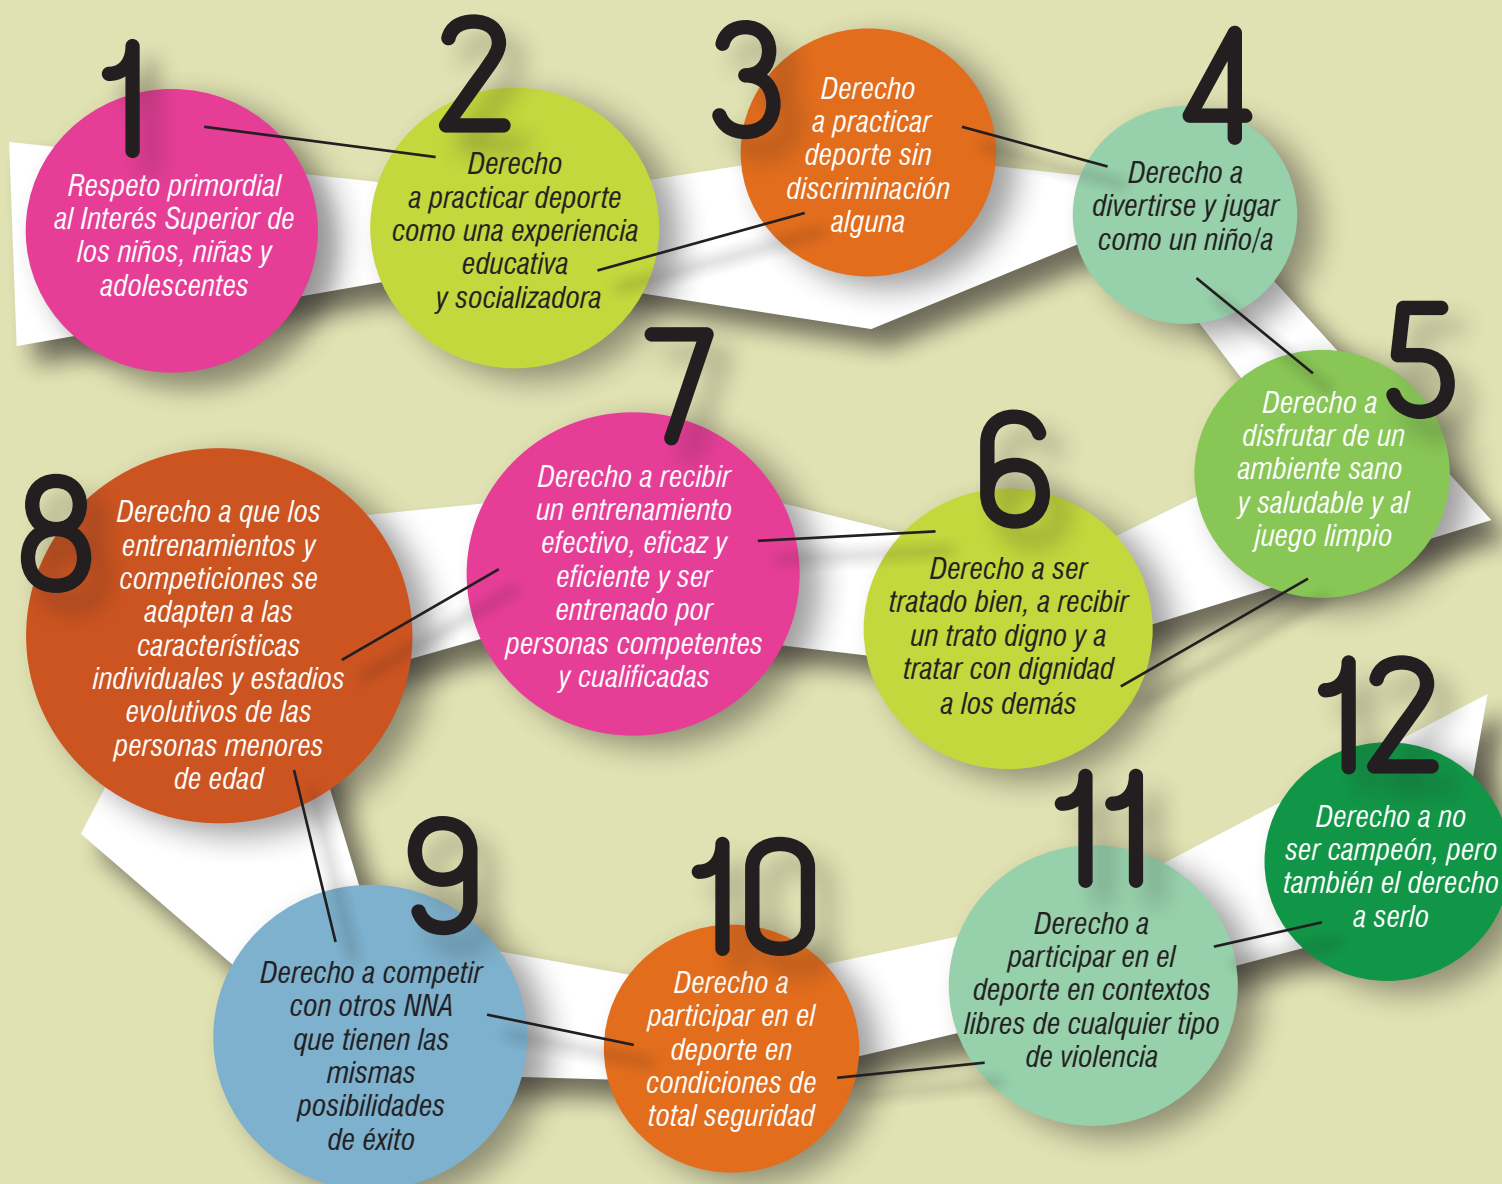 1
Respeto primordial
al Interés Superior de
los niños, niñas y
adolescentes
2
Derecho
a practicar deporte
como una experiencia
educativa
y socializadora
3
Derecho
a practicar
deporte sin
discriminación
alguna
4
Derecho a
divertirse y jugar
como un niño/a
5
Derecho a
disfrutar de un
ambiente sano
y saludable y al
juego limpio
6
Derecho a ser
tratado bien, a recibir
un trato digno y a
tratar con dignidad
a los demás
7
Derecho a recibir
un entrenamiento
efectivo, eficaz y
eficiente y ser
entrenado por
personas competentes
y cualificadas
8
Derecho a que los
entrenamientos y
competiciones se
adapten a las
características
individuales y estadios
evolutivos de las
personas menores
de edad
9
Derecho a competir
con otros NNA
que tienen las
mismas
posibilidades
de éxito
10
Derecho a
participar en el
deporte en
condiciones de
total seguridad
11
Derecho a
participar en el
deporte en contextos
libres de cualquier tipo
de violencia
12
Derecho a no
ser campeón, pero
también el derecho
a serlo